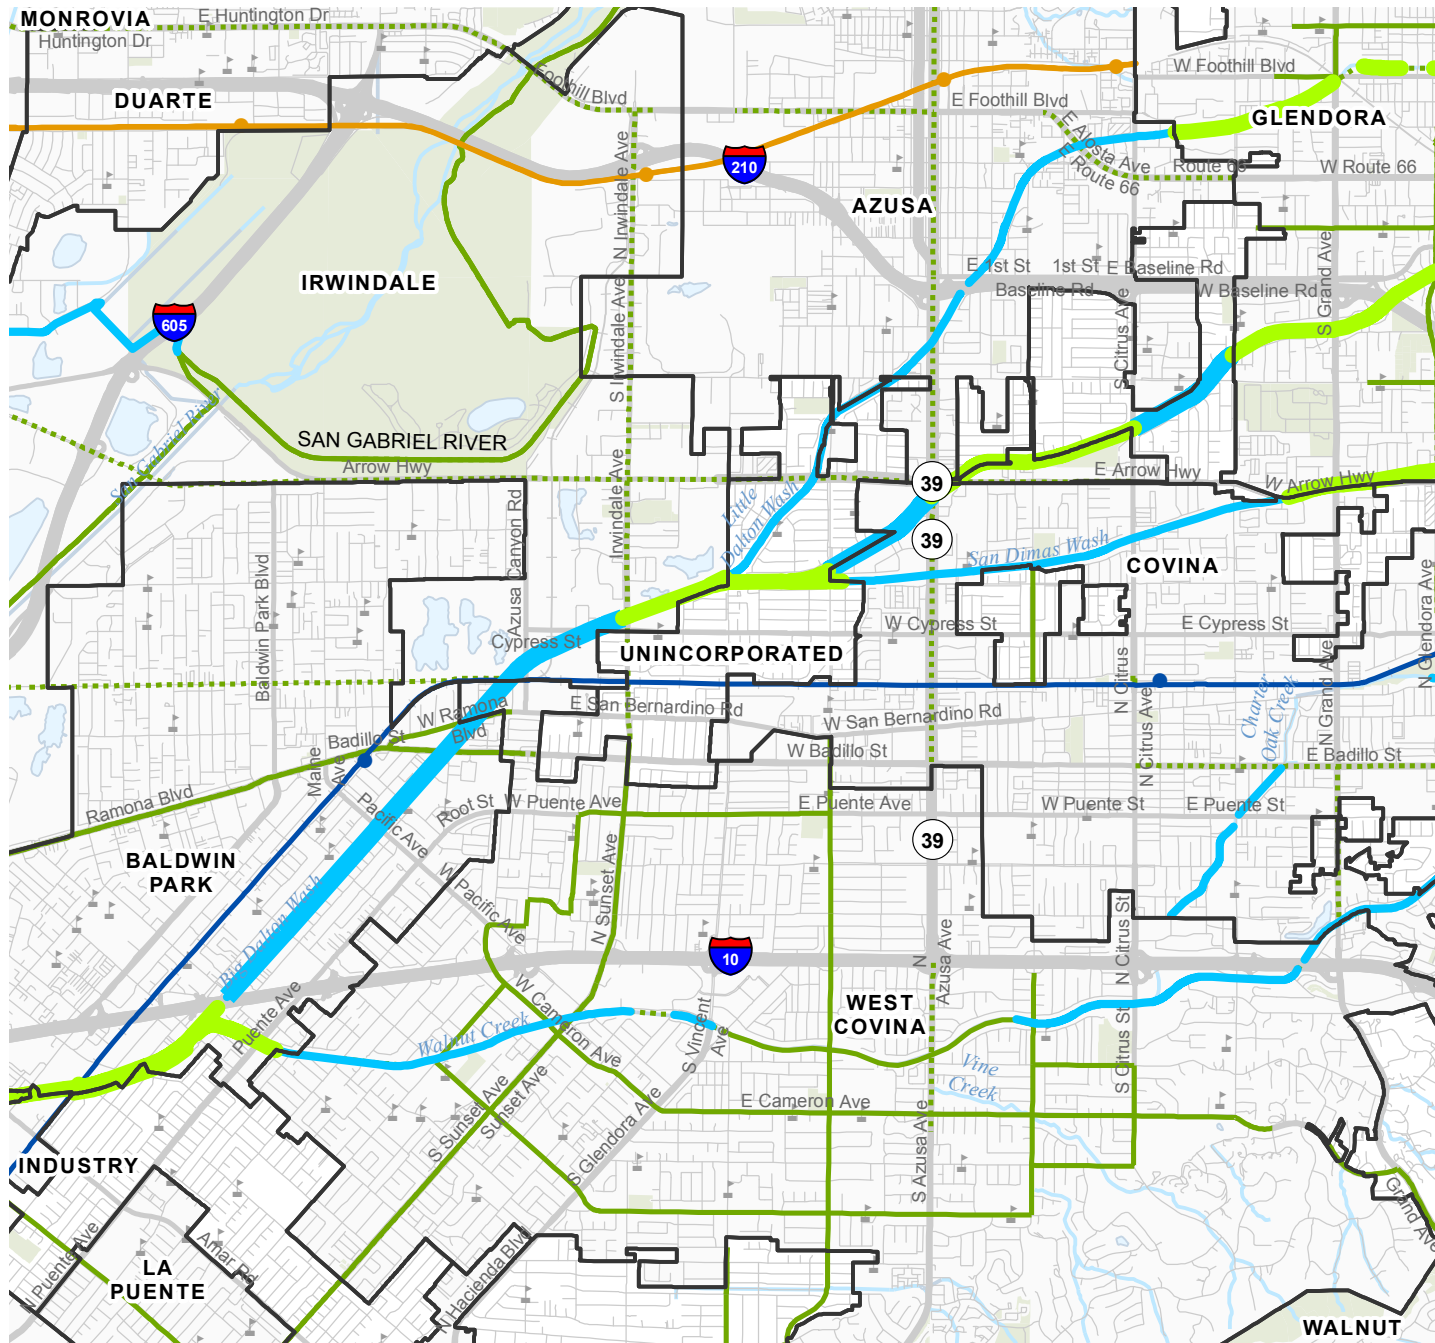 MONROVIA
E Huntington Dr
Huntington Dr
DUARTE
Foothill Blvd
E Foothill Blvd
W Foothill Blvd
GLENDORA
E Alosta Ave
E Route 66
Route 66
W Route 66
210
AZUSA
N Irwindale Ave
IRWINDALE
E 1st St
1st St
E Baseline Rd
Baseline Rd
W Baseline Rd
S Grand Ave
605
S Irwindale Ave
S Citrus Ave
San Gabriel River
SAN GABRIEL RIVER
Arrow Hwy
E Arrow Hwy
W Arrow Hwy
39
Little
Dalton Wash
Irwindale Ave
Azusa Canyon Rd
39
San Dimas Wash
COVINA
Baldwin Park Blvd
Cypress St
W Cypress St
E Cypress St
N Glendora Ave
UNINCORPORATED
N Citrus
N Citrus Ave
Charter
Oak Creek
N Grand Ave
W Ramona
Blvd
E San Bernardino Rd
W San Bernardino Rd
Badillo St
W Badillo St
E Badillo St
Maine
Ave
Ramona Blvd
Pacific Ave
Root St
W Puente Ave
E Puente Ave
W Puente St
E Puente St
39
BALDWIN
PARK
W Pacific Ave
N Sunset Ave
Big Dalton Wash
10
N
Azusa Ave
N Citrus St
Puente Ave
W Cameron Ave
WEST
COVINA
Walnut Creek
S Vincent
Ave
Vine
Creek
S Citrus St
S Sunset Ave
Sunset Ave
E Cameron Ave
S Glendora Ave
S Azusa Ave
INDUSTRY
Grand Ave
N Puente Ave
Amar Rd
N Hacienda Blvd
LA
PUENTE
WALNUT